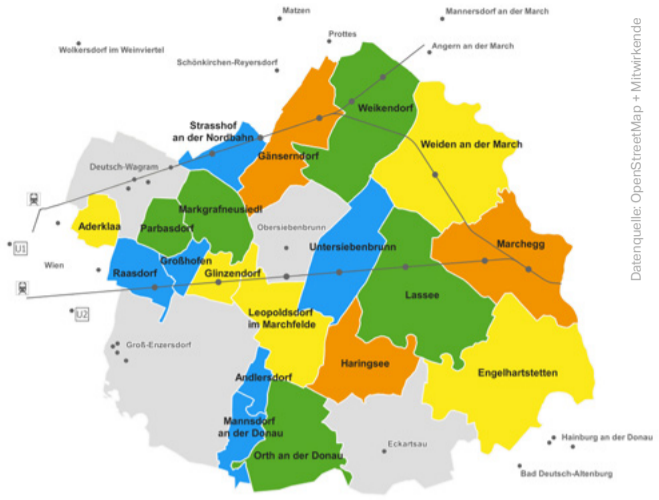 Matzen
Mannersdorf an der March
Prottes
Wolkersdorf im Weinviertel
Angern an der March
Schönkirchen-Reyersdorf
Weikendorf
Strasshof
an der Nordbahn
Weiden an der March
Gänserndorf
Deutsch-Wagram
Markgrafneusiedl
Aderklaa
Parbasdorf
Obersiebenbrunn
Marchegg
Untersiebenbrunn
U1
Wien
Großhofen
Raasdorf
Glinzendorf
Lassee
U2
Leopoldsdorf
im Marchfelde
Groß-Enzersdorf
Haringsee
Engelhartstetten
Andlersdorf
Mannsdorf
an der Donau
Hainburg an der Donau
Eckartsau
Orth an der Donau
Bad Deutsch-Altenburg
Datenquelle: OpenStreetMap + Mitwirkende